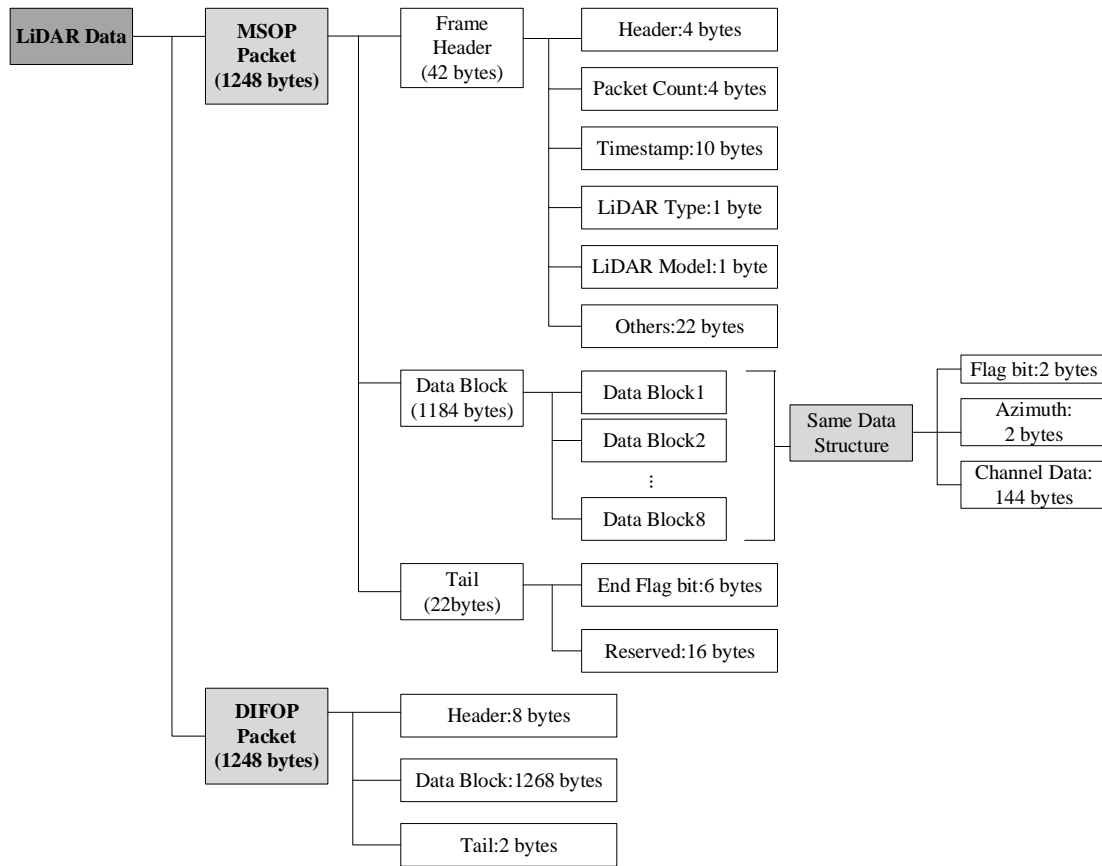 LiDAR Data
MSOP
Packet
(1248 bytes)
Frame
Header
(42 bytes)
Header:4 bytes
Packet Count:4 bytes
Timestamp:10 bytes
LiDAR Type:1 byte
LiDAR Model:1 byte
Others:22 bytes
Data Block
(1184 bytes)
Data Block1
Data Block2
...
Data Block8
Same Data
Structure
Flag bit:2 bytes
Azimuth:
2 bytes
Channel Data:
144 bytes
Tail
(22bytes)
End Flag bit:6 bytes
Reserved:16 bytes
DIFOP
Packet
(1248 bytes)
Header:8 bytes
Data Block:1268 bytes
Tail:2 bytes